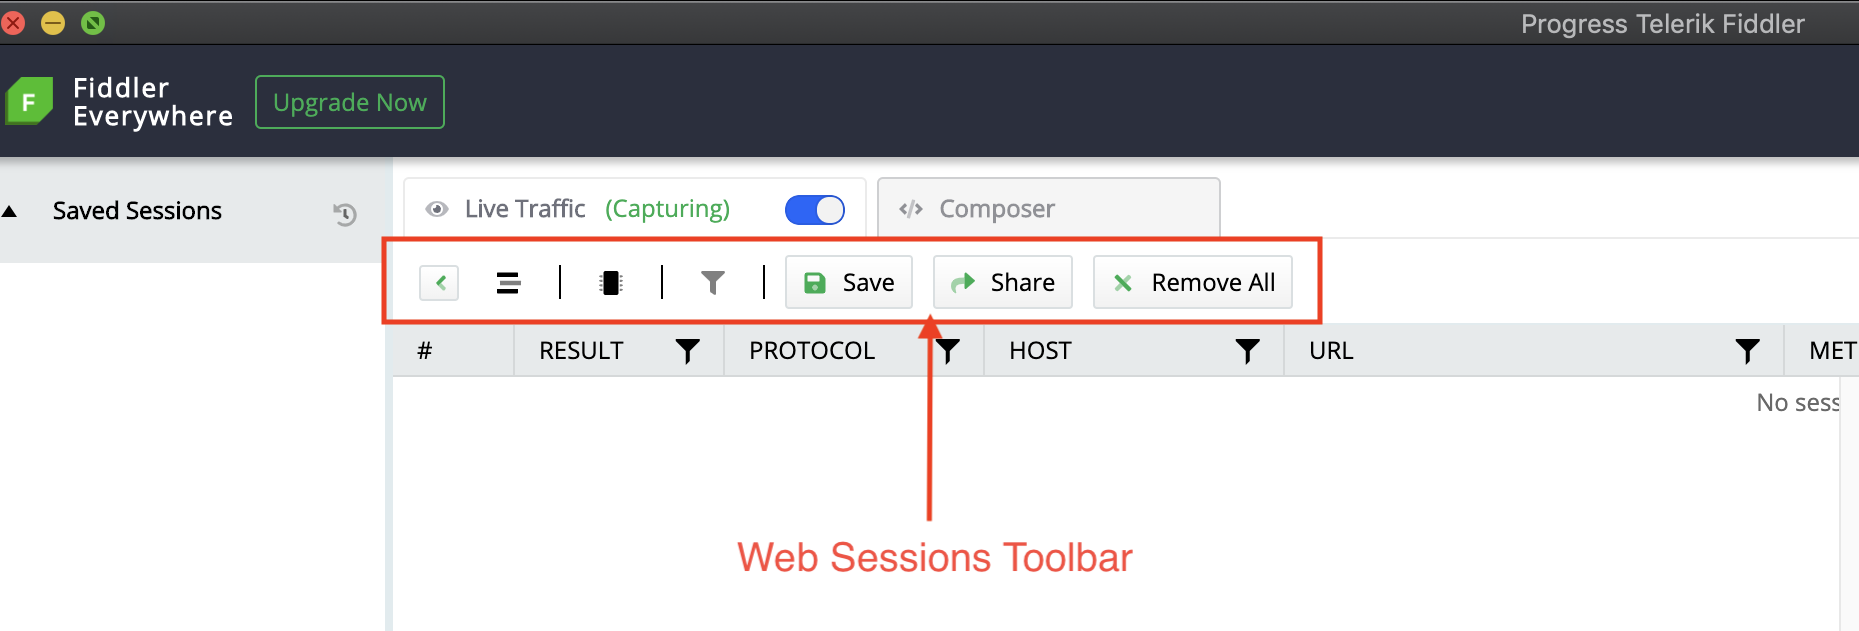 Progress Telerik Fiddler
F
Fiddler
Everywhere
Upgrade Now
Saved Sessions
Live Traffic (Capturing)
</> Composer
Save
Share
Remove All
# RESULT PROTOCOL HOST URL MET
No sess
Web Sessions Toolbar